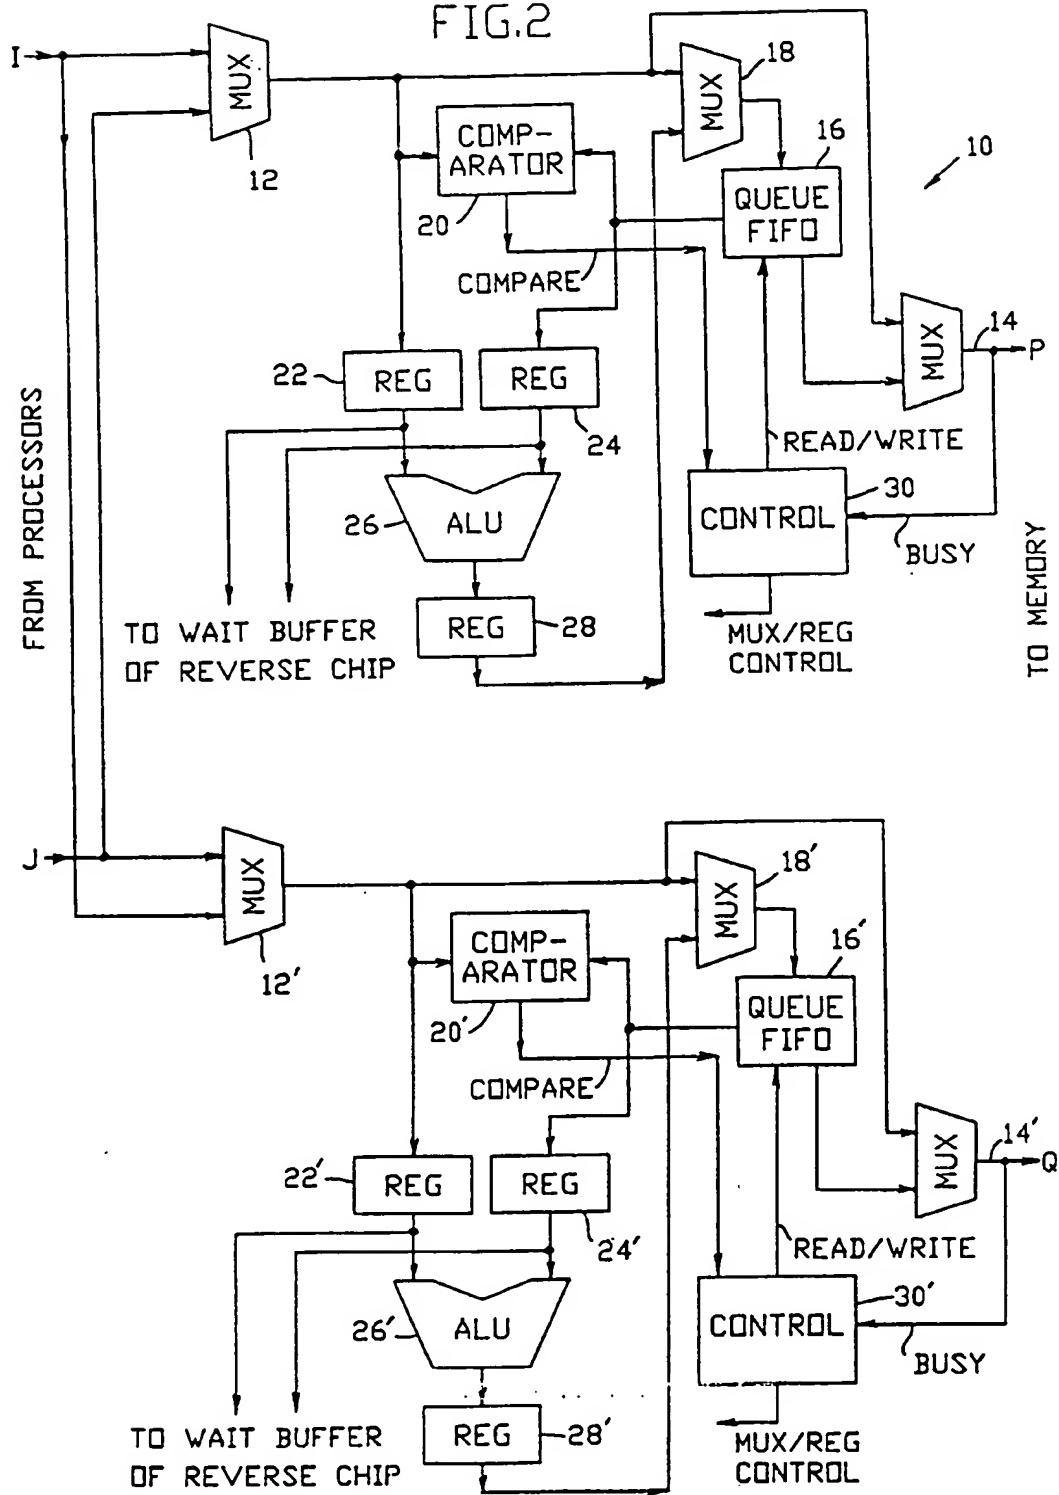 FIG.2
I
MUX
12
MUX
18
COMP-
ARATOR
20
16
QUEUE
FIFO
10
COMPARE
MUX
14
P
22
REG
REG
24
READ/WRITE
26
ALU
CONTROL
30
BUSY
FROM PROCESSORS
TO MEMORY
REG
28
TO WAIT BUFFER
OF REVERSE CHIP
MUX/REG
CONTROL
J
MUX
12'
MUX
18'
COMP-
ARATOR
20'
16'
QUEUE
FIFO
COMPARE
MUX
14'
Q
22'
REG
REG
24'
READ/WRITE
26'
ALU
CONTROL
30'
BUSY
REG
28'
TO WAIT BUFFER
OF REVERSE CHIP
MUX/REG
CONTROL